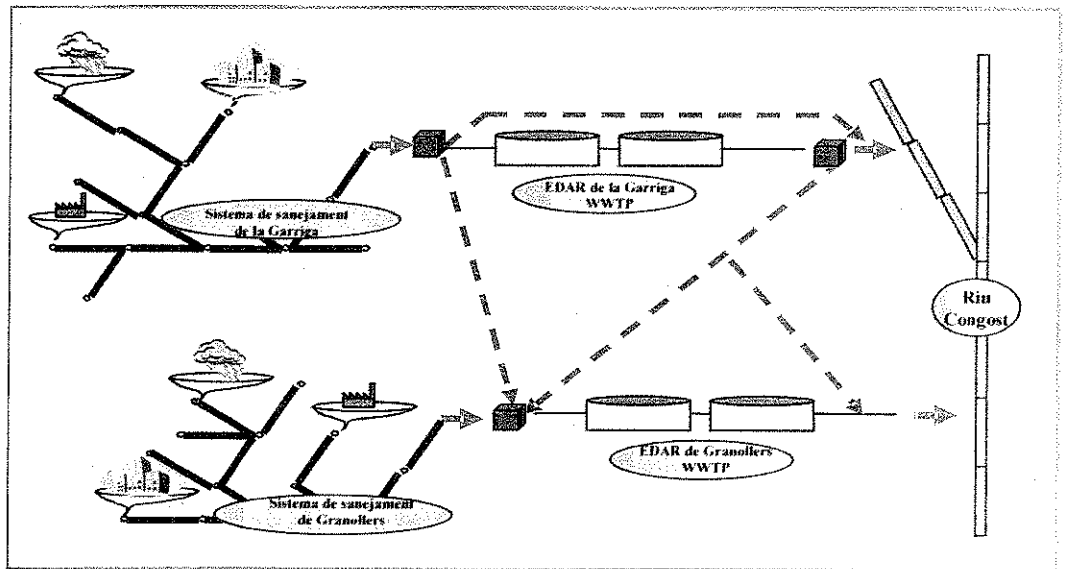 EDAR de la Garriga
WWTP
Sistema de sanejament
de la Garriga
Riu
Congost
EDAR de Granollers
WWTP
Sistema de sanejament
de Granollers